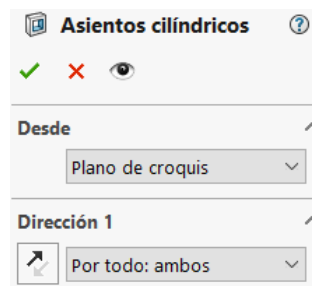 Asientos cilíndricos
Desde
Plano de croquis
Dirección 1
Por todo: ambos